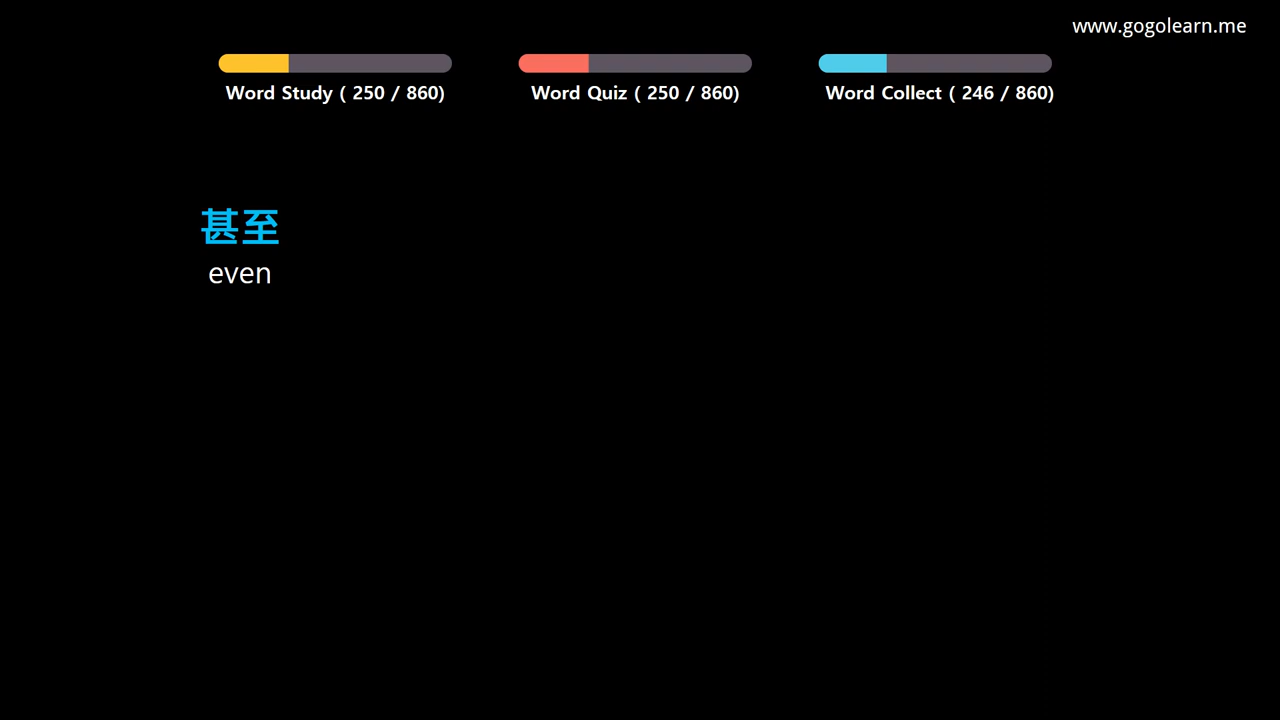 www.gogolearn.me
Word Study ( 250 / 860)
Word Quiz ( 250 / 860)
Word Collect ( 246 / 860)
甚至
even